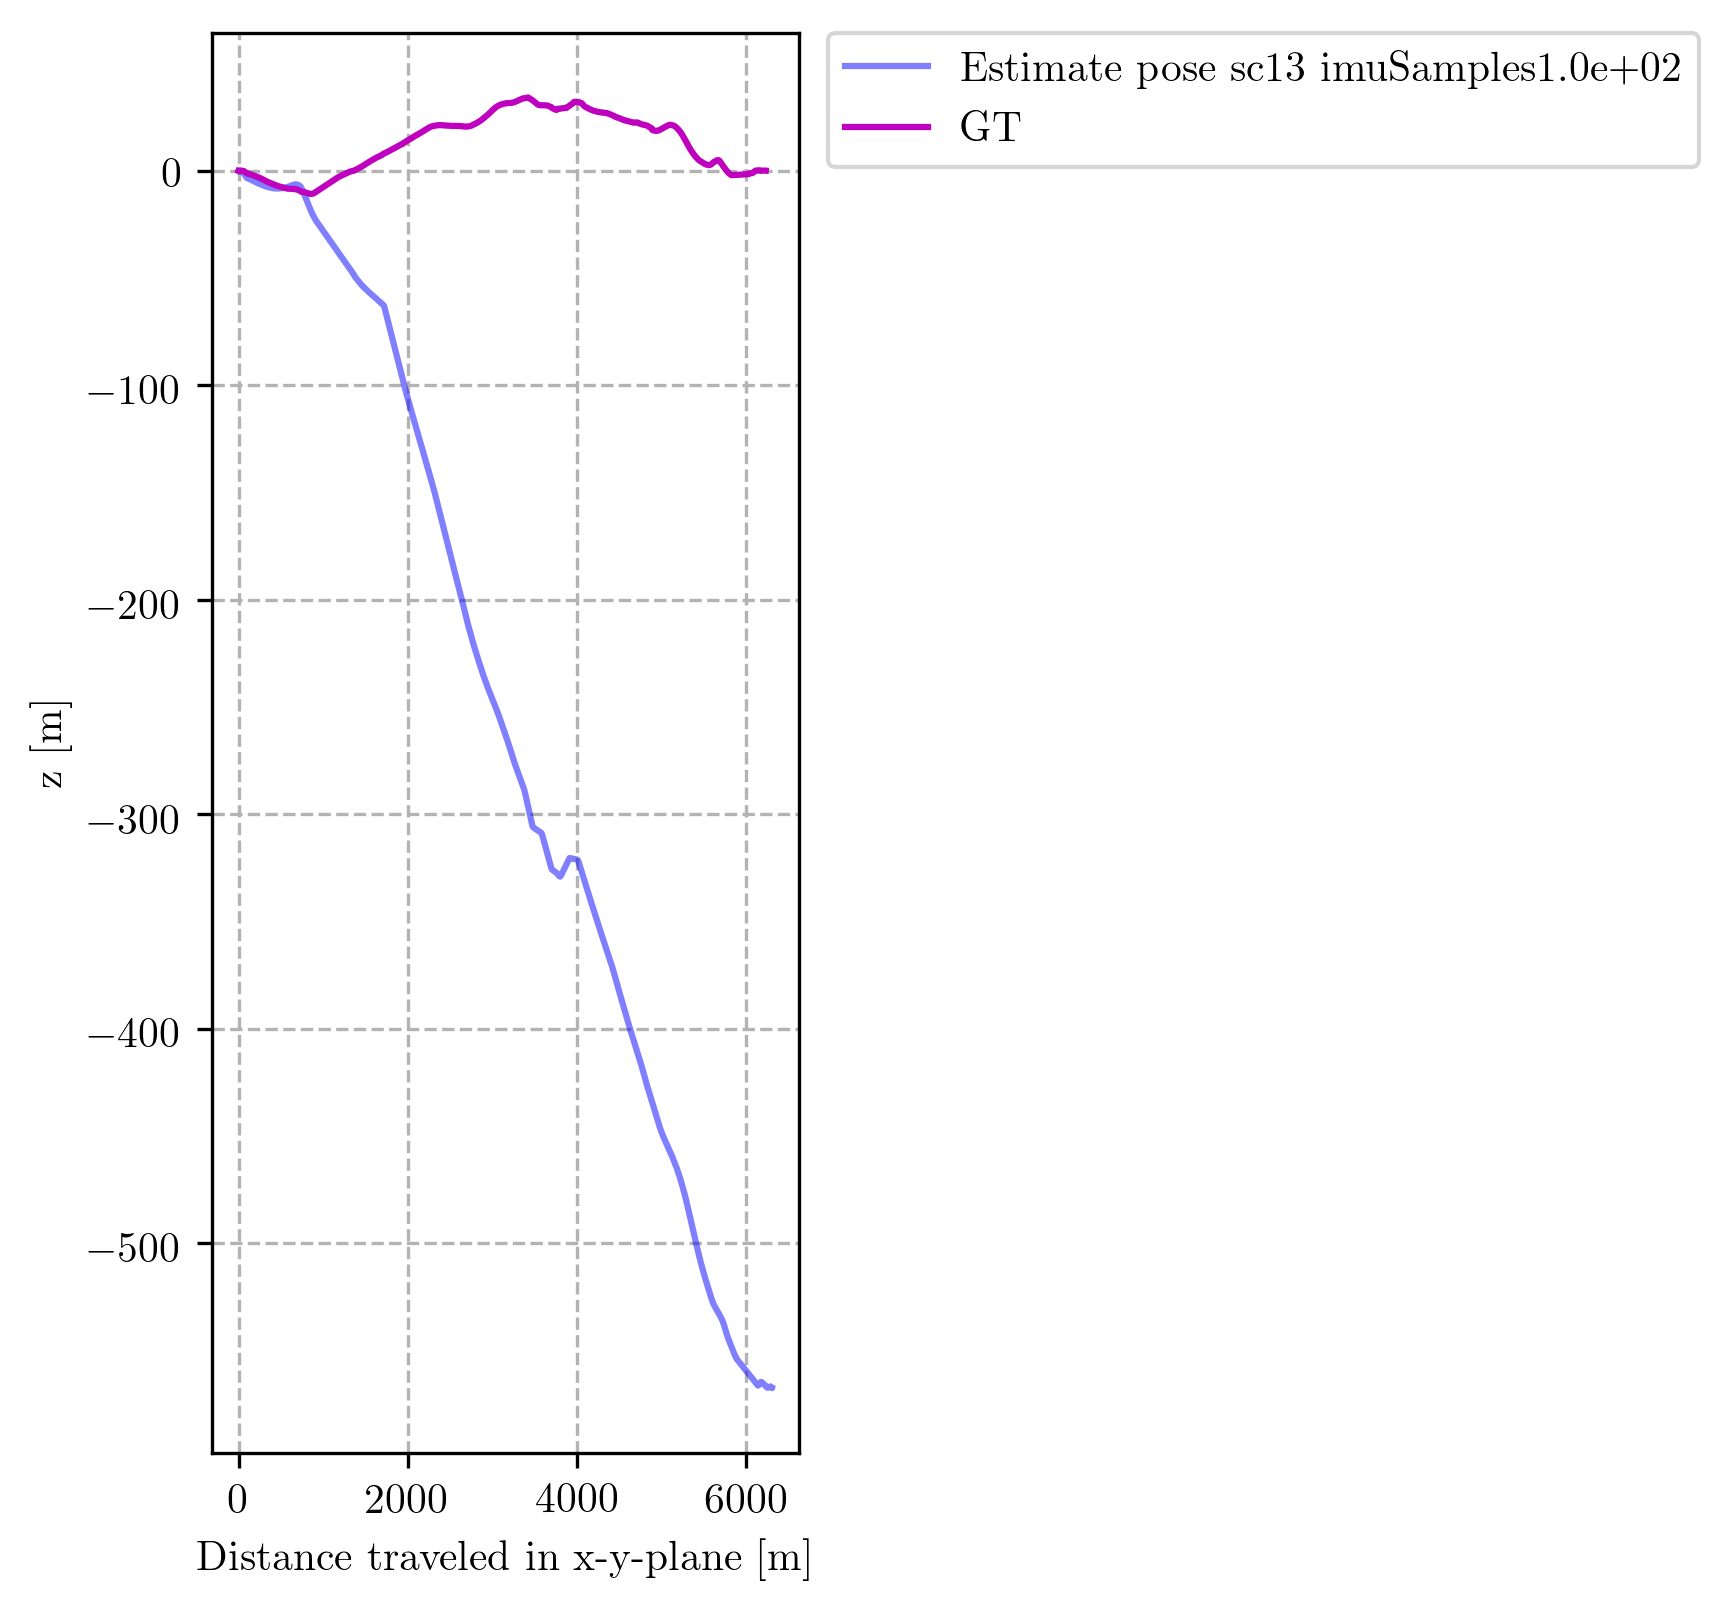 Estimate pose sc13 imuSamples1.0e+02
GT
0
−100
−200
−300
−400
−500
z [m]
0 2000 4000 6000
Distance traveled in x-y-plane [m]